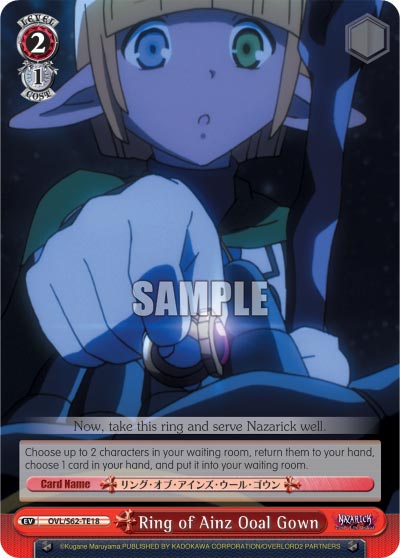 LEVEL
2
1
COST
SAMPLE
Now, take this ring and serve Nazarick well.
Choose up to 2 characters in your waiting room, return them to your hand,
choose 1 card in your hand, and put it into your waiting room.
Card Name リング・オブ・アインズ・ウール・ゴウン
EV OVL/S62-TE18 Ring of Ainz Ooal Gown NAZARICK
©Kugane Maruyama,PUBLISHED BY KADOKAWA CORPORATION/OVERLORD2 PARTNERS